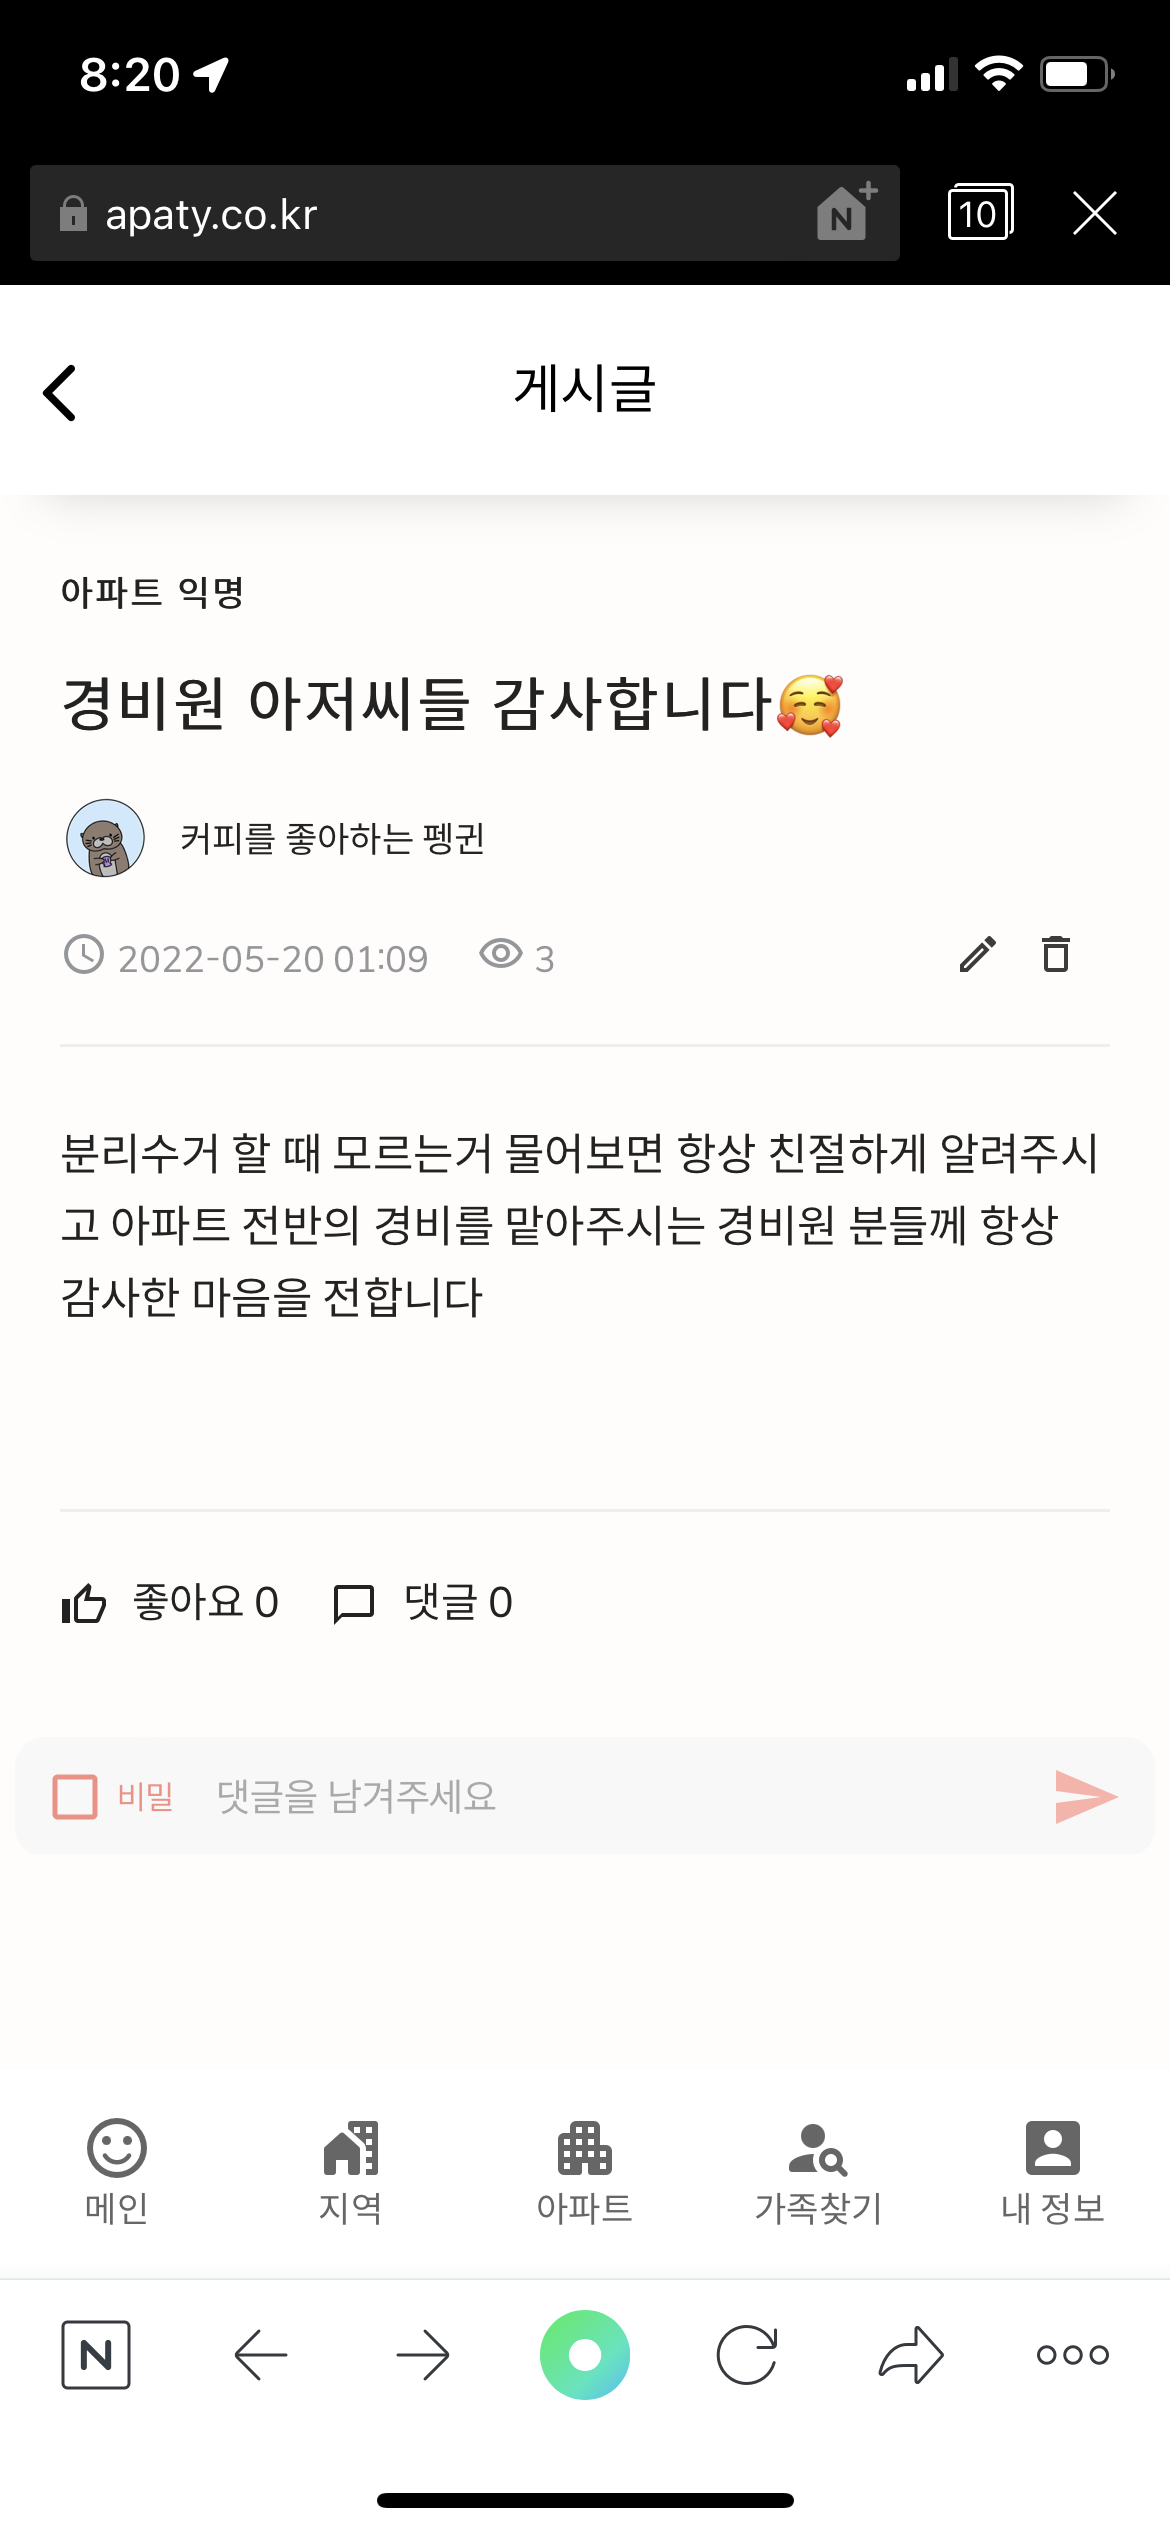 8:20
apaty.co.kr
N
10
게시글
아파트 익명
경비원 아저씨들 감사합니다🥰
커피를 좋아하는 펭귄
2022-05-20 01:09 3
분리수거 할 때 모르는거 물어보면 항상 친절하게 알려주시
고 아파트 전반의 경비를 맡아주시는 경비원 분들께 항상
감사한 마음을 전합니다
좋아요 0 댓글 0
비밀 댓글을 남겨주세요
메인 지역 아파트 가족찾기 내 정보
N